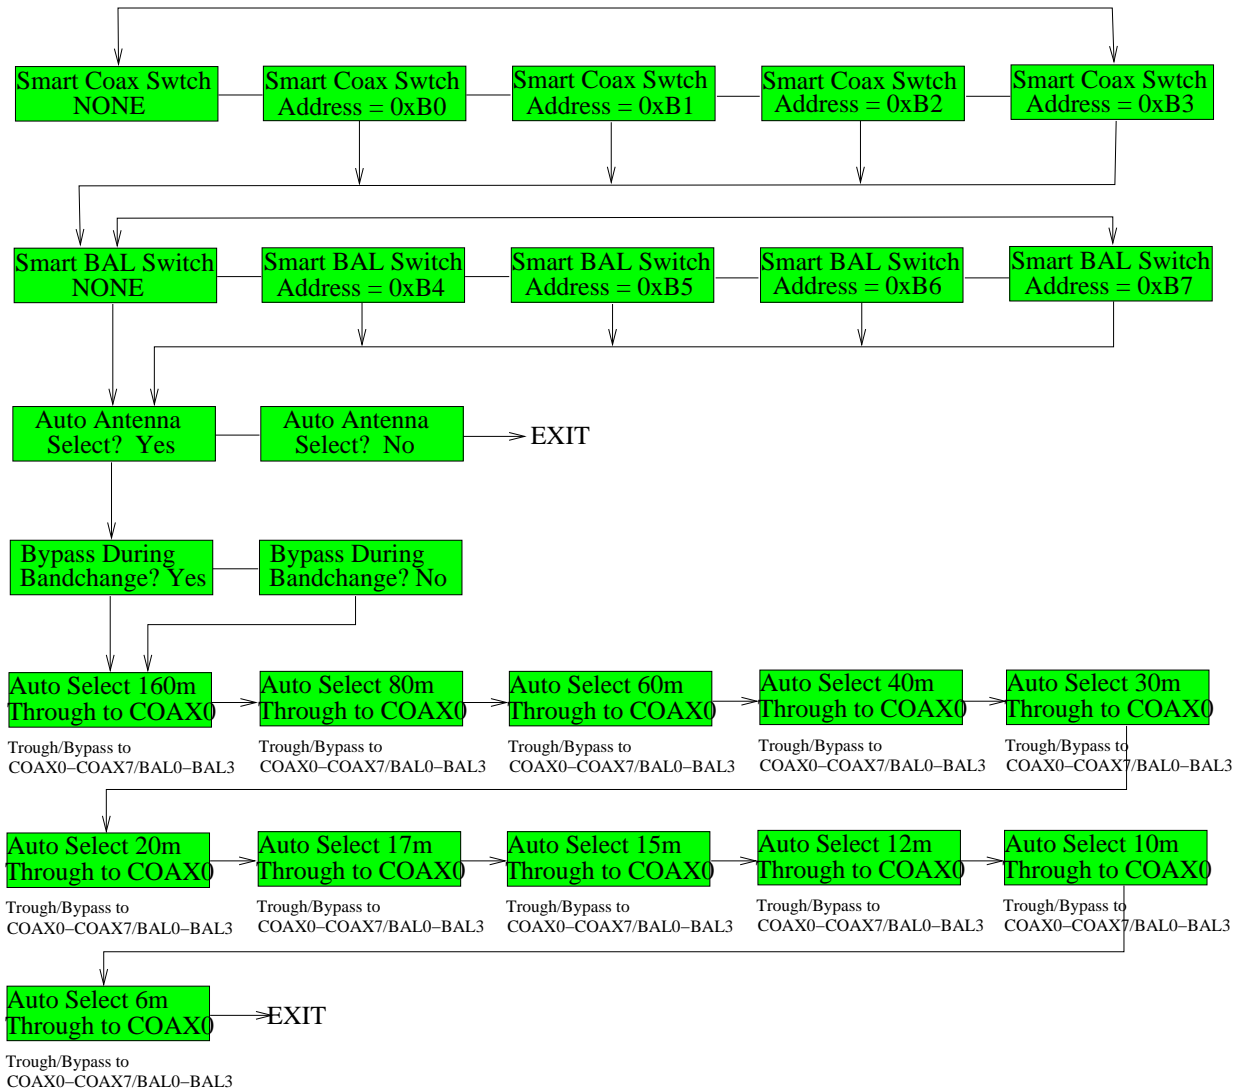 Smart Coax Swtch
NONE
Smart Coax Swtch
Address = 0xB0
Smart Coax Swtch
Address = 0xB1
Smart Coax Swtch
Address = 0xB2
Smart Coax Swtch
Address = 0xB3
Smart BAL Switch
NONE
Smart BAL Switch
Address = 0xB4
Smart BAL Switch
Address = 0xB5
Smart BAL Switch
Address = 0xB6
Smart BAL Switch
Address = 0xB7
Auto Antenna
Select? Yes
Auto Antenna
Select? No
EXIT
Bypass During
Bandchange? Yes
Bypass During
Bandchange? No
Auto Select 160m
Through to COAX0
Trough/Bypass to
COAX0–COAX7/BAL0–BAL3
Auto Select 80m
Through to COAX0
Trough/Bypass to
COAX0–COAX7/BAL0–BAL3
Auto Select 60m
Through to COAX0
Trough/Bypass to
COAX0–COAX7/BAL0–BAL3
Auto Select 40m
Through to COAX0
Trough/Bypass to
COAX0–COAX7/BAL0–BAL3
Auto Select 30m
Through to COAX0
Trough/Bypass to
COAX0–COAX7/BAL0–BAL3
Auto Select 20m
Through to COAX0
Trough/Bypass to
COAX0–COAX7/BAL0–BAL3
Auto Select 17m
Through to COAX0
Trough/Bypass to
COAX0–COAX7/BAL0–BAL3
Auto Select 15m
Through to COAX0
Trough/Bypass to
COAX0–COAX7/BAL0–BAL3
Auto Select 12m
Through to COAX0
Trough/Bypass to
COAX0–COAX7/BAL0–BAL3
Auto Select 10m
Through to COAX0
Trough/Bypass to
COAX0–COAX7/BAL0–BAL3
Auto Select 6m
Through to COAX0
EXIT
Trough/Bypass to
COAX0–COAX7/BAL0–BAL3